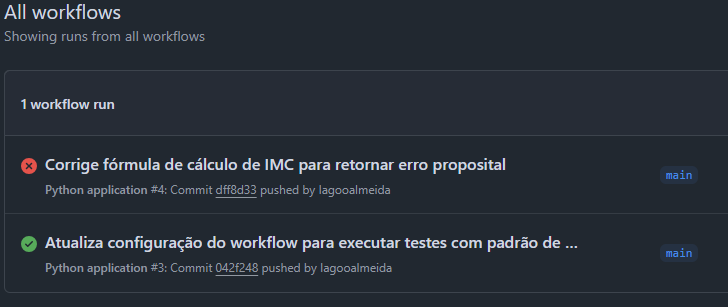 All workflows
Showing runs from all workflows
1 workflow run
Corrige fórmula de cálculo de IMC para retornar erro proposital
main
Python application #4: Commit dff8d33 pushed by lagooalmeida
Atualiza configuração do workflow para executar testes com padrão de ...
main
Python application #3: Commit 042f248 pushed by lagooalmeida